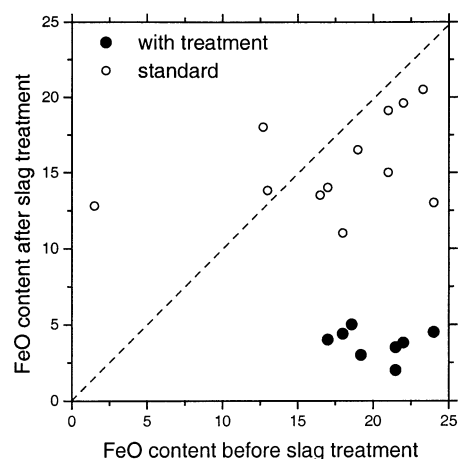 25
20
15
10
5
0
FeO content after slag treatment
with treatment
standard
0 5 10 15 20 25
FeO content before slag treatment